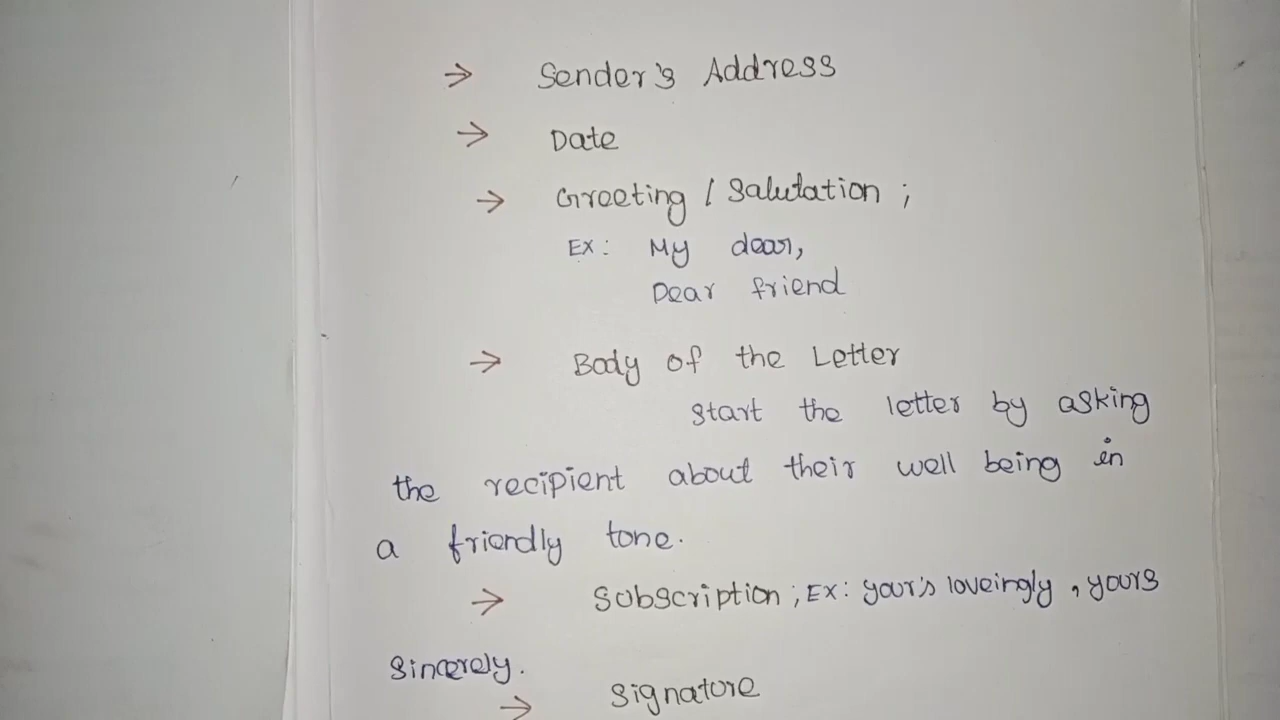 → Sender's Address
→ Date
→ Greeting / Salutation ;
Ex: My dear,
Dear friend
→ Body of the Letter
start the letter by asking
the recipient about their well being in
a friendly tone.
→ Subscription ; Ex: your's loveingly , yours
sincerely.
→ Signature